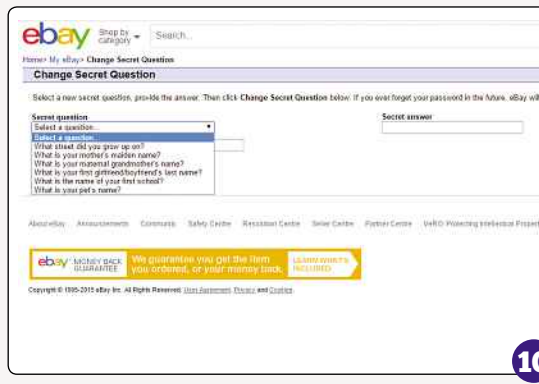 ebay Shop by category Search...
Home > My eBay > Change Secret Question
Change Secret Question
Select a new secret question, provide the answer. Then click Change Secret Question below. If you ever forget your password in the future, eBay will
Secret question Secret answer
Select a question...
Select a question...
What street did you grow up on?
What is your mother's maiden name?
What is your maternal grandmother's name?
What is your first girlfriend/boyfriend's last name?
What is the name of your first school?
What is your pet's name?
About eBay Announcements Community Safety Centre Resolution Centre Seller Centre Partner Centre VeRO: Protecting Intellectual Propert
ebay MONEY BACK GUARANTEE We guarantee you get the item you ordered, or your money back. LEARN WHAT'S INCLUDED
Copyright © 1995-2015 eBay Inc. All Rights Reserved. User Agreement, Privacy and Cookies.
10